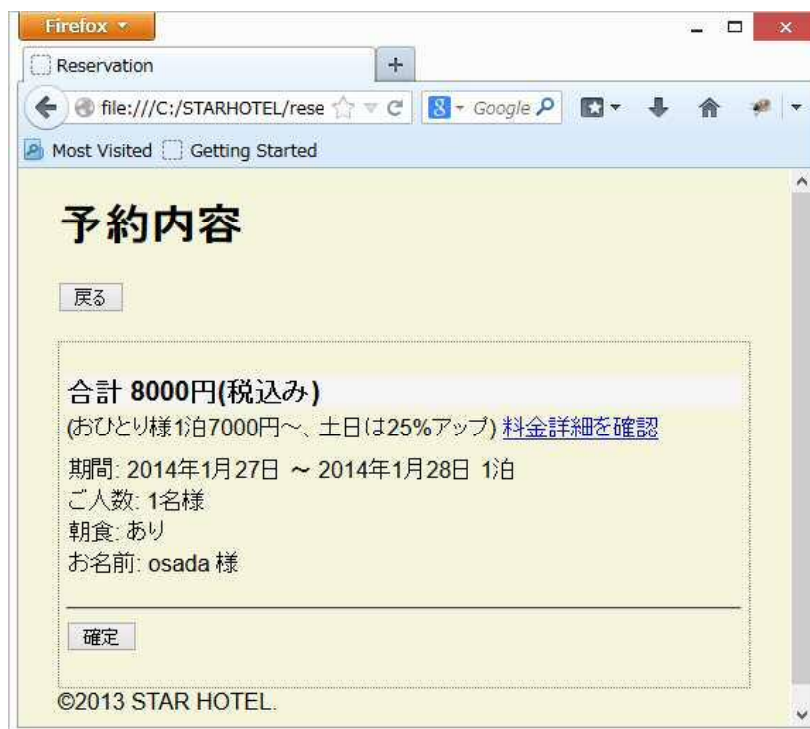 Firefox
Reservation
file:///C:/STARHOTEL/rese
Google
Most Visited
Getting Started
予約内容
戻る
合計 8000円(税込み)
(おひとり様1泊7000円～、土日は25%アップ) 料金詳細を確認
期間: 2014年1月27日 ～ 2014年1月28日 1泊
ご人数: 1名様
朝食: あり
お名前: osada 様
確定
©2013 STAR HOTEL.